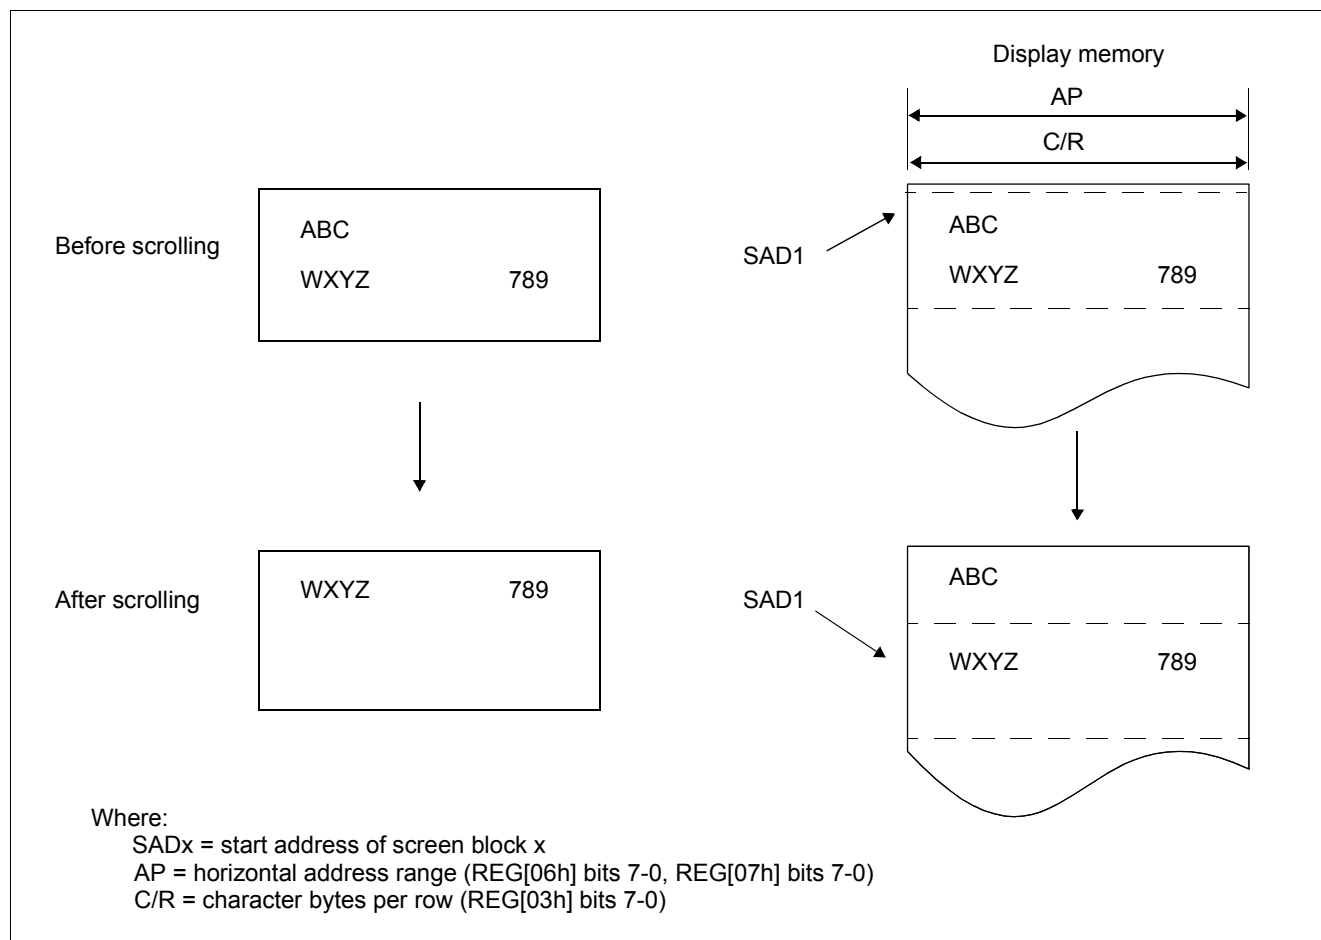 Display memory
AP
C/R
Before scrolling
ABC
WXYZ 789
SAD1
ABC
WXYZ 789
After scrolling
WXYZ 789
SAD1
ABC
WXYZ 789
Where:
SADx = start address of screen block x
AP = horizontal address range (REG[06h] bits 7-0, REG[07h] bits 7-0)
C/R = character bytes per row (REG[03h] bits 7-0)